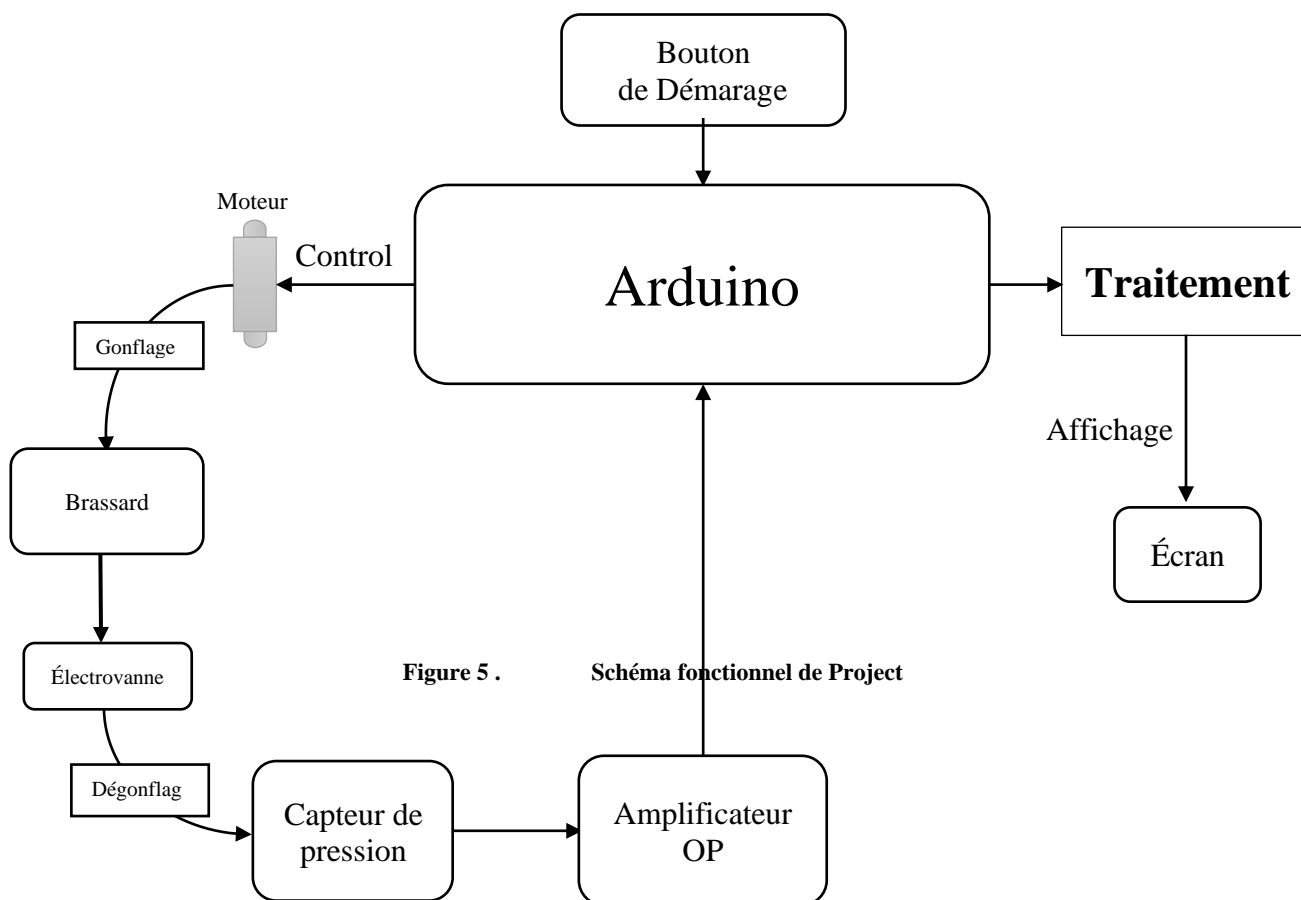 Bouton
de Démarage
Moteur
Control
Arduino
Traitement
Gonflage
Affichage
Brassard
Écran
Électrovanne
Figure 5 . Schéma fonctionnel de Project
Dégonflag
Capteur de
pression
Amplificateur
OP